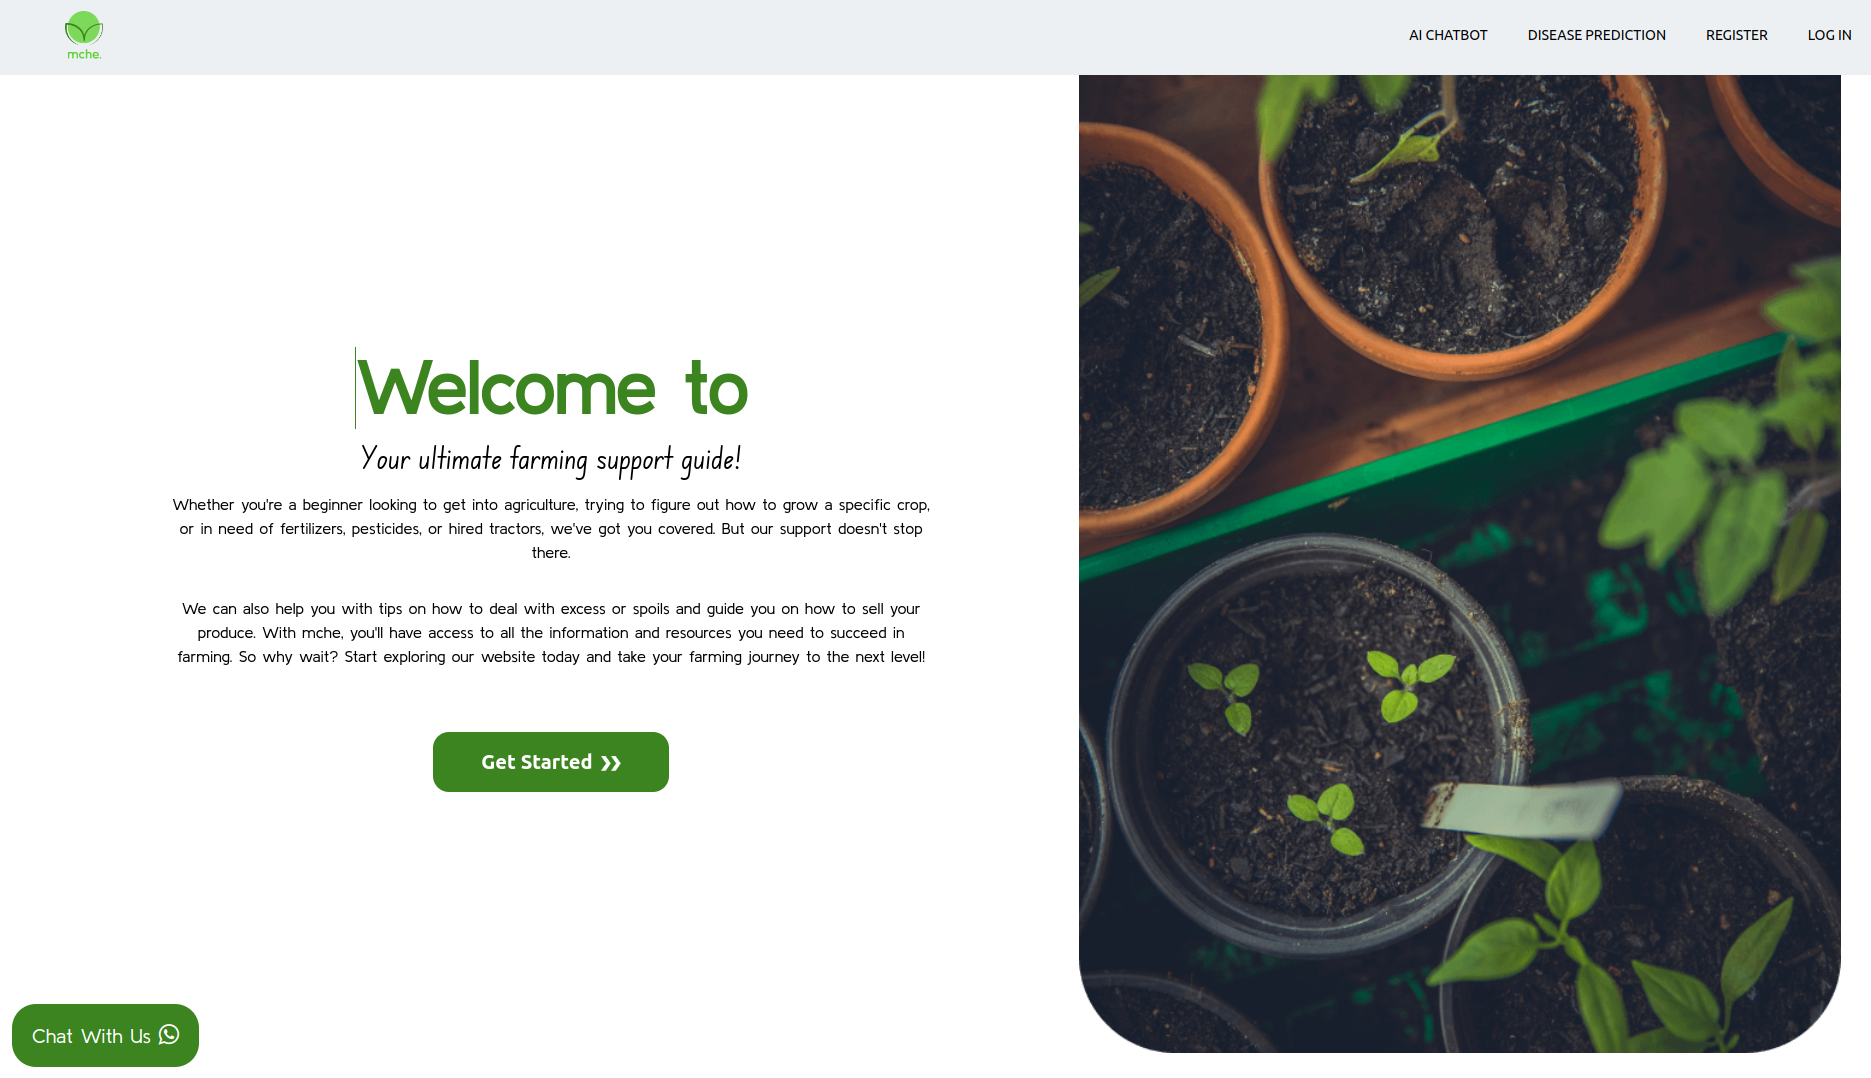 mche.
AI CHATBOT
DISEASE PREDICTION
REGISTER
LOG IN
Welcome to
Your ultimate farming support guide!
Whether you're a beginner looking to get into agriculture, trying to figure out how to grow a specific crop,
or in need of fertilizers, pesticides, or hired tractors, we've got you covered. But our support doesn't stop
there.
We can also help you with tips on how to deal with excess or spoils and guide you on how to sell your
produce. With mche, you'll have access to all the information and resources you need to succeed in
farming. So why wait? Start exploring our website today and take your farming journey to the next level!
Get Started
Chat With Us